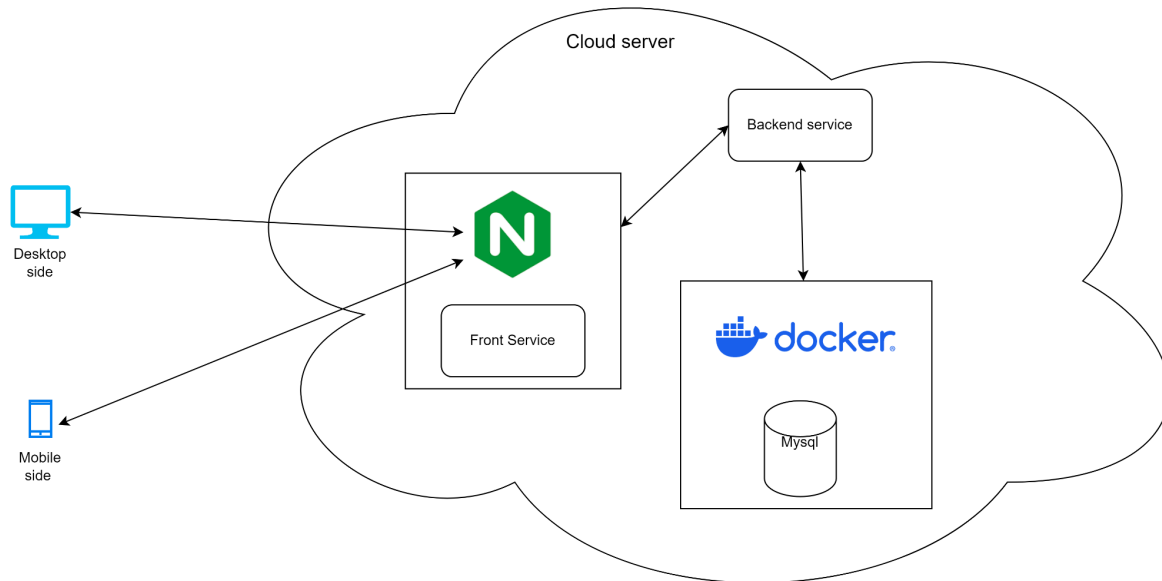 Cloud server
Backend service
Desktop
side
N
Front Service
docker
Mysql
Mobile
side